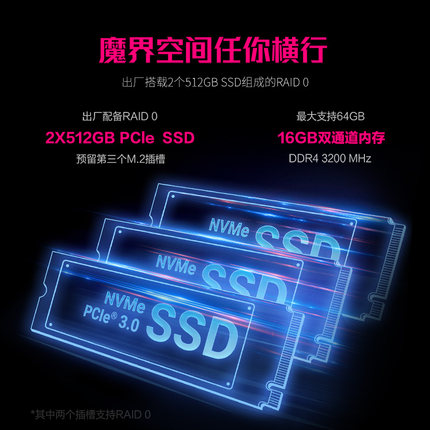 魔界空间任你横行
出厂搭载2个512GB SSD组成的RAID 0
出厂配备RAID 0
2X512GB PCIe SSD
预留第三个M.2插槽
最大支持64GB
16GB双通道内存
DDR4 3200 MHz
NVMe
SSD
NVMe
SSD
NVMe
PCIe® 3.0
SSD
*其中两个插槽支持RAID 0